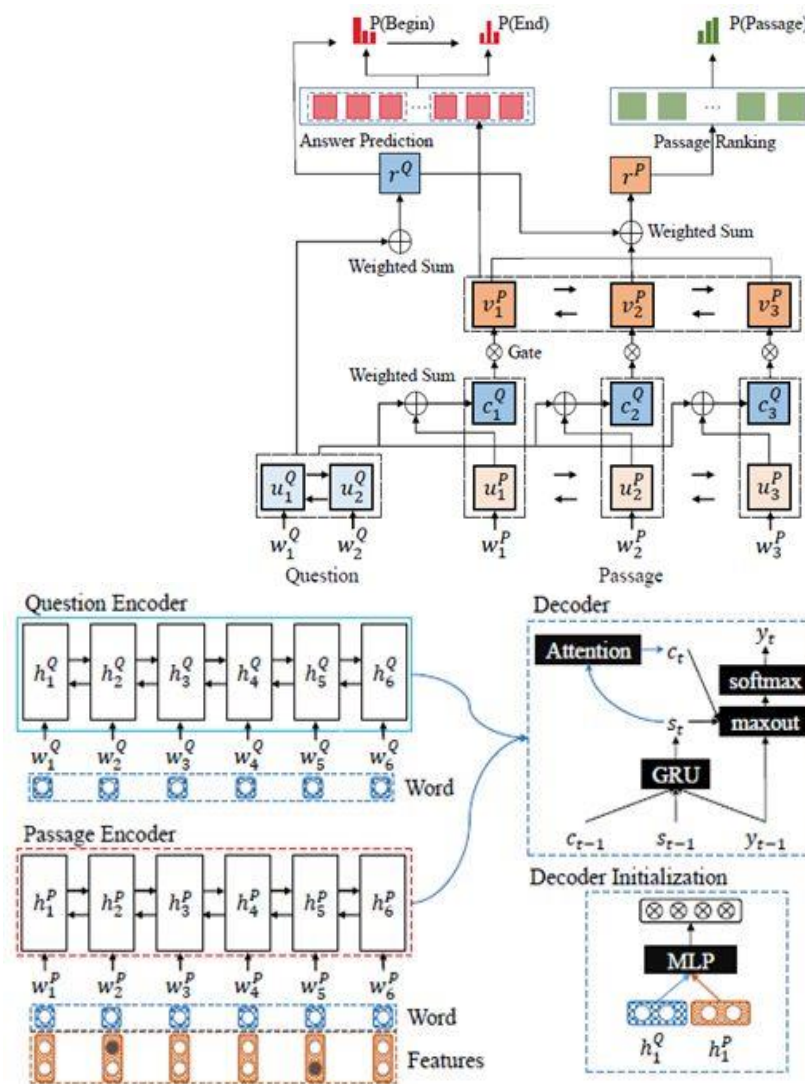 P(Begin) P(End) P(Passage)
Answer Prediction Passage Ranking
r^Q r^P
Weighted Sum Weighted Sum
v_1^P v_2^P v_3^P
Gate
Weighted Sum
c_1^Q c_2^Q c_3^Q
u_1^Q u_2^Q u_1^P u_2^P u_3^P
w_1^Q w_2^Q w_1^P w_2^P w_3^P
Question Passage
Question Encoder
h_1^Q h_2^Q h_3^Q h_4^Q h_5^Q h_6^Q
w_1^Q w_2^Q w_3^Q w_4^Q w_5^Q w_6^Q
Word
Passage Encoder
h_1^P h_2^P h_3^P h_4^P h_5^P h_6^P
w_1^P w_2^P w_3^P w_4^P w_5^P w_6^P
Word
Features
Decoder
y_t
Attention c_t
softmax
s_t maxout
GRU
c_{t-1} s_{t-1} y_{t-1}
Decoder Initialization
MLP
h_1^Q h_1^P